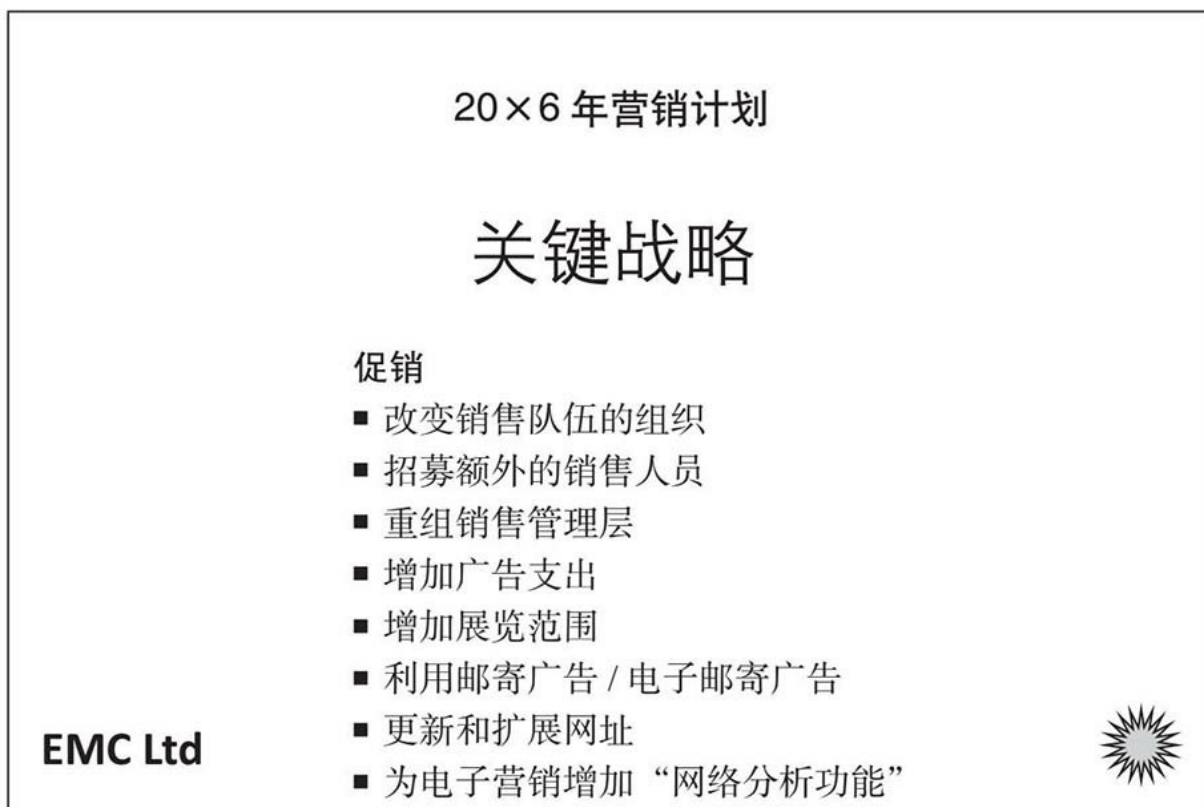 20×6 年营销计划
关键战略
促销
■ 改变销售队伍的组织
■ 招募额外的销售人员
■ 重组销售管理层
■ 增加广告支出
■ 增加展览范围
■ 利用邮寄广告 / 电子邮寄广告
■ 更新和扩展网址
■ 为电子营销增加“网络分析功能”
EMC Ltd